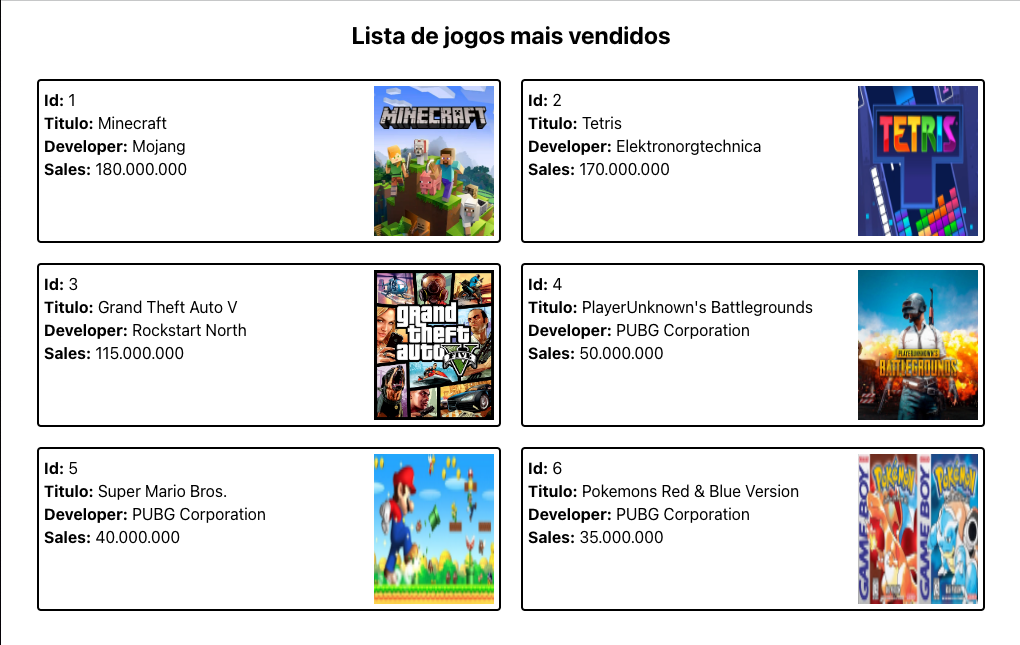 Lista de jogos mais vendidos
Id: 1
Titulo: Minecraft
Developer: Mojang
Sales: 180.000.000
MINECRAFT
Id: 2
Titulo: Tetris
Developer: Elektronorgtechnica
Sales: 170.000.000
TETRIS
Id: 3
Titulo: Grand Theft Auto V
Developer: Rockstart North
Sales: 115.000.000
grand
theft
auto V
FIVE
Id: 4
Titulo: PlayerUnknown's Battlegrounds
Developer: PUBG Corporation
Sales: 50.000.000
PLAYERUNKNOWN'S
BATTLEGROUNDS
Id: 5
Titulo: Super Mario Bros.
Developer: PUBG Corporation
Sales: 40.000.000
Id: 6
Titulo: Pokemons Red & Blue Version
Developer: PUBG Corporation
Sales: 35.000.000
GAME BOY
POKéMON
GAME BOY
POKéMON